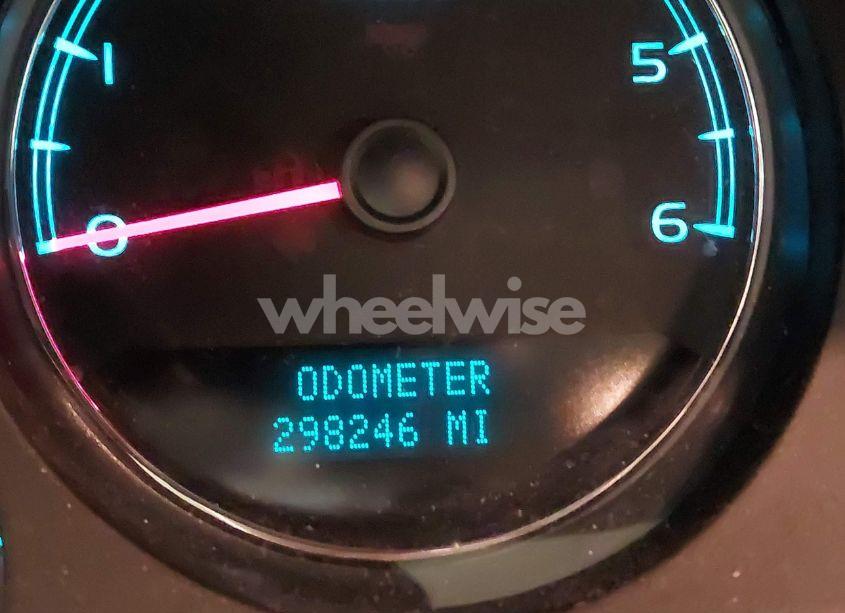 1 5
0 6
wheelwise
ODOMETER
298246 MI